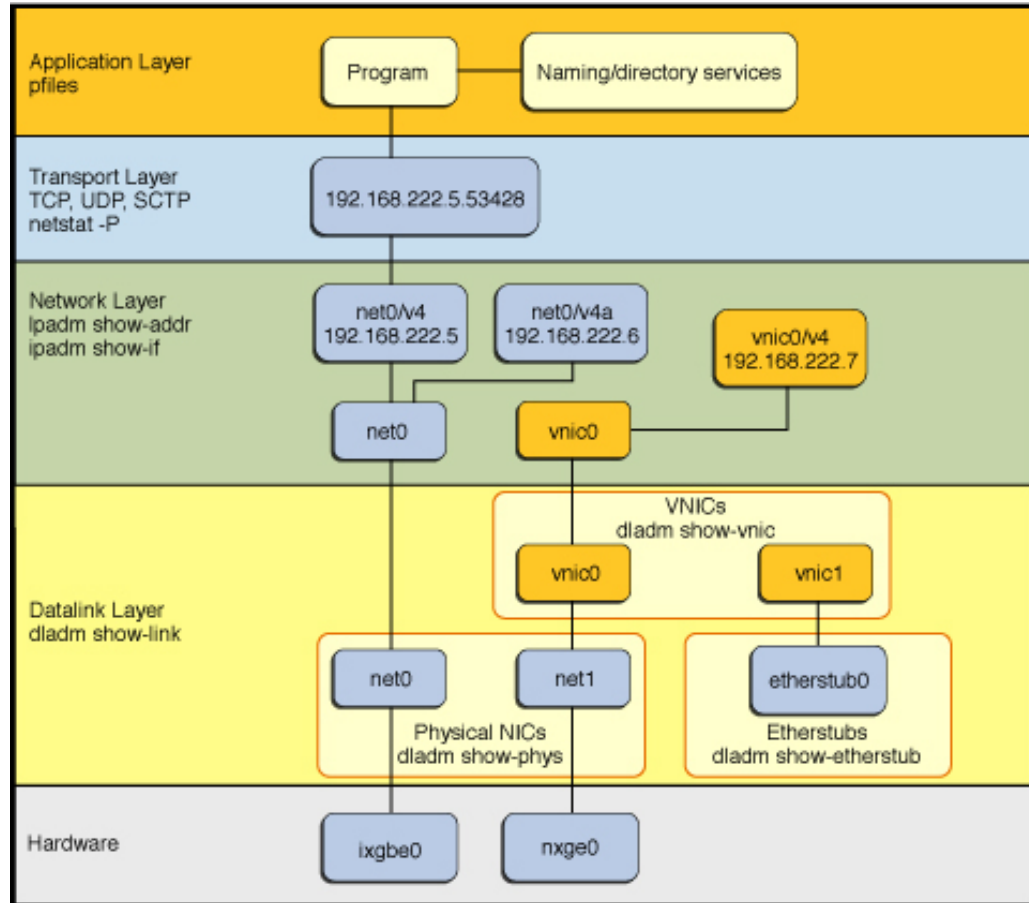 Application Layer
pfiles
Program
Naming/directory services
Transport Layer
TCP, UDP, SCTP
netstat -P
192.168.222.5.53428
Network Layer
Ipadm show-addr
ipadm show-if
net0/v4
192.168.222.5
net0/v4a
192.168.222.6
vnic0/v4
192.168.222.7
net0
vnic0
VNICs
dladm show-vnic
vnic0
vnic1
Datalink Layer
dladm show-link
net0
net1
etherstub0
Physical NICs
dladm show-phys
Etherstubs
dladm show-etherstub
Hardware
ixgbe0
nxge0